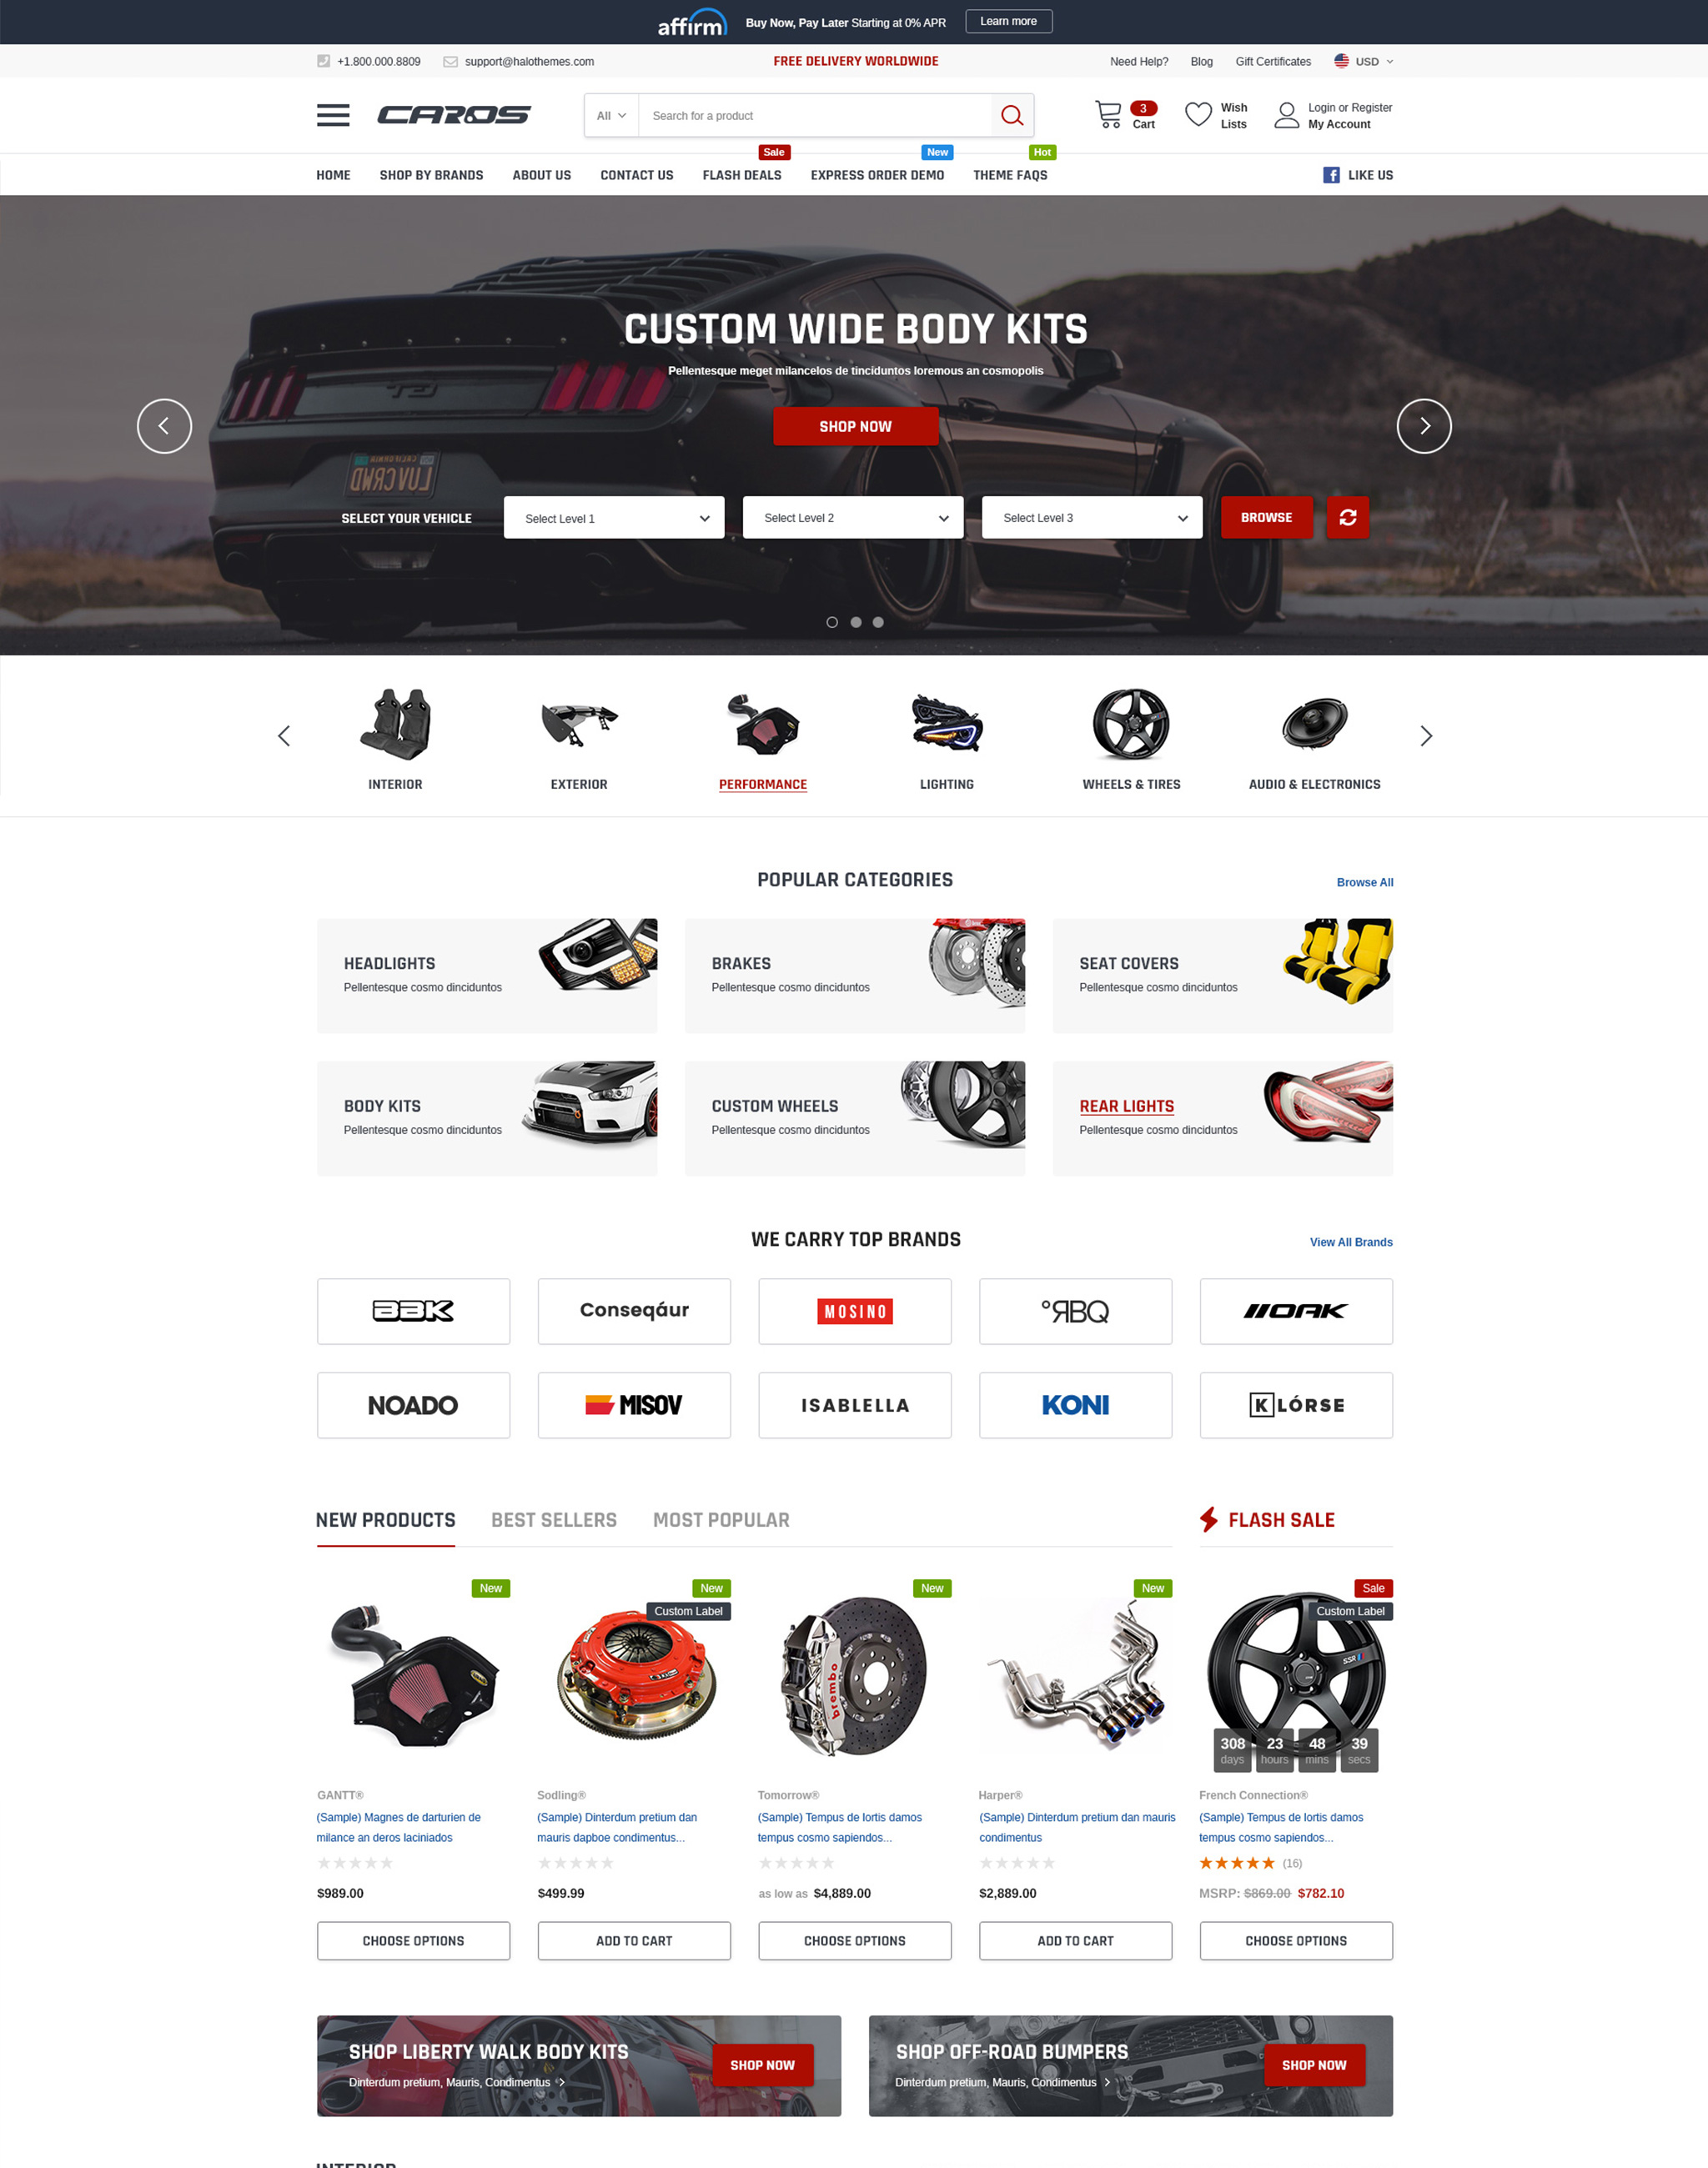 affirm Buy Now, Pay Later Starting at 0% APR Learn more
+1.800.000.8809 support@halothemes.com FREE DELIVERY WORLDWIDE Need Help? Blog Gift Certificates USD
CAROS All Search for a product 3 Cart Wish Lists Login or Register My Account
Sale New Hot
HOME SHOP BY BRANDS ABOUT US CONTACT US FLASH DEALS EXPRESS ORDER DEMO THEME FAQS LIKE US
CUSTOM WIDE BODY KITS
Pellentesque meget milancelos de tinciduntos loremous an cosmopolis
SHOP NOW
SELECT YOUR VEHICLE Select Level 1 Select Level 2 Select Level 3 BROWSE
INTERIOR EXTERIOR PERFORMANCE LIGHTING WHEELS & TIRES AUDIO & ELECTRONICS
POPULAR CATEGORIES Browse All
HEADLIGHTS BRAKES SEAT COVERS
Pellentesque cosmo dinciduntos Pellentesque cosmo dinciduntos Pellentesque cosmo dinciduntos
BODY KITS CUSTOM WHEELS REAR LIGHTS
Pellentesque cosmo dinciduntos Pellentesque cosmo dinciduntos Pellentesque cosmo dinciduntos
WE CARRY TOP BRANDS View All Brands
BBK Conseqáur MOSINO °ЯBQ //OAK
NOADO MISOV ISABLELLA KONI KLÓRSE
NEW PRODUCTS BEST SELLERS MOST POPULAR FLASH SALE
New New New New Sale
Custom Label Custom Label
brembo SSR
308 23 48 39
days hours mins secs
GANTT® Sodling® Tomorrow® Harper® French Connection®
(Sample) Magnes de darturien de (Sample) Dinterdum pretium dan (Sample) Tempus de lortis damos (Sample) Dinterdum pretium dan mauris (Sample) Tempus de lortis damos
milance an deros laciniados mauris dapboe condimentus... tempus cosmo sapiendos... condimentus tempus cosmo sapiendos...
(16)
$989.00 $499.99 as low as $4,889.00 $2,889.00 MSRP: $869.00 $782.10
CHOOSE OPTIONS ADD TO CART CHOOSE OPTIONS ADD TO CART CHOOSE OPTIONS
SHOP LIBERTY WALK BODY KITS SHOP NOW SHOP OFF-ROAD BUMPERS SHOP NOW
Dinterdum pretium, Mauris, Condimentus Dinterdum pretium, Mauris, Condimentus
INTERIOR